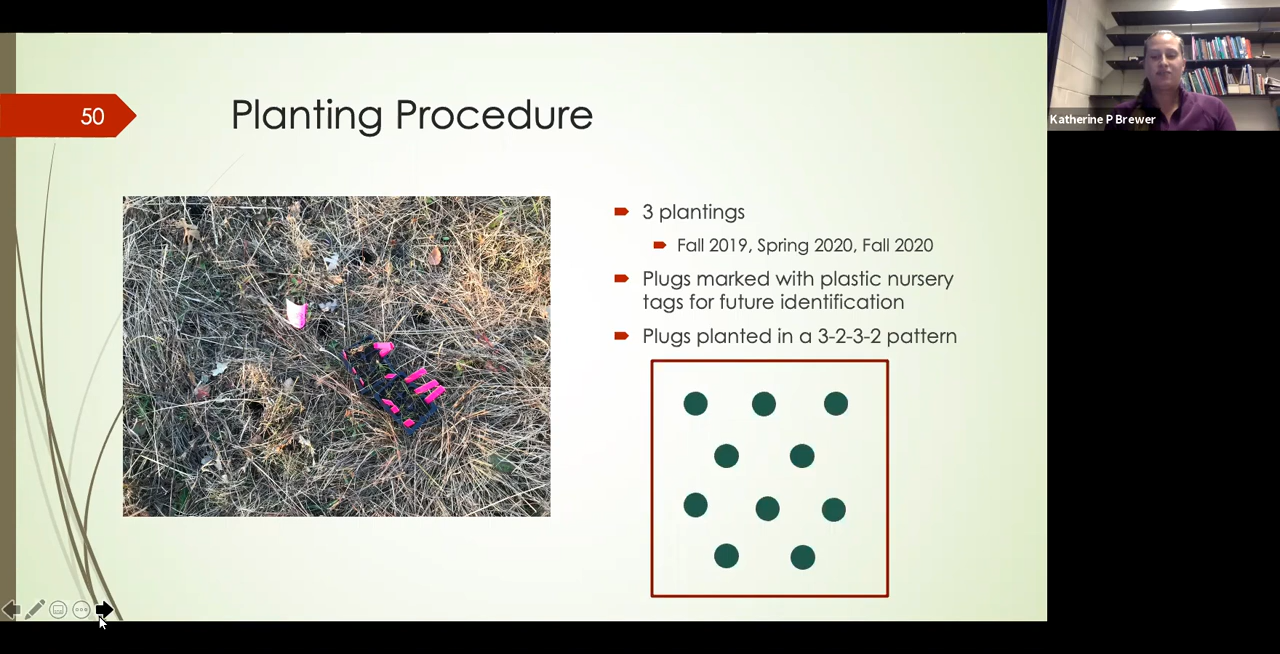 50
Planting Procedure
3 plantings
Fall 2019, Spring 2020, Fall 2020
Plugs marked with plastic nursery
tags for future identification
Plugs planted in a 3-2-3-2 pattern
Katherine P Brewer